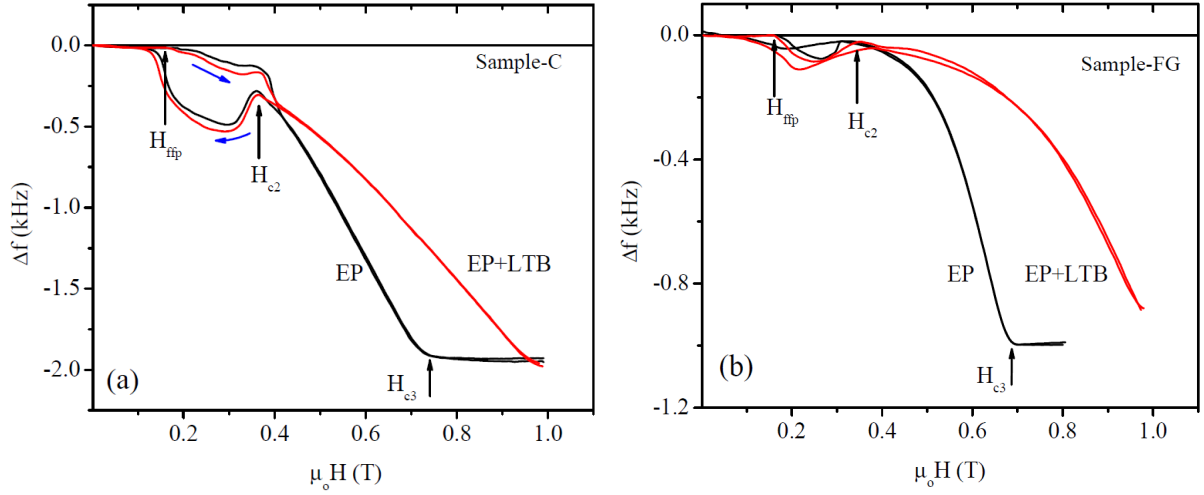 0.0
-0.5
-1.0
-1.5
-2.0
Δf (kHz)
Sample-C
H_ffp
H_c2
EP
EP+LTB
H_c3
(a)
0.2 0.4 0.6 0.8 1.0
μ_oH (T)
0.0
-0.4
-0.8
-1.2
Δf (kHz)
Sample-FG
H_ffp
H_c2
EP
EP+LTB
H_c3
(b)
0.2 0.4 0.6 0.8 1.0
μ_oH (T)